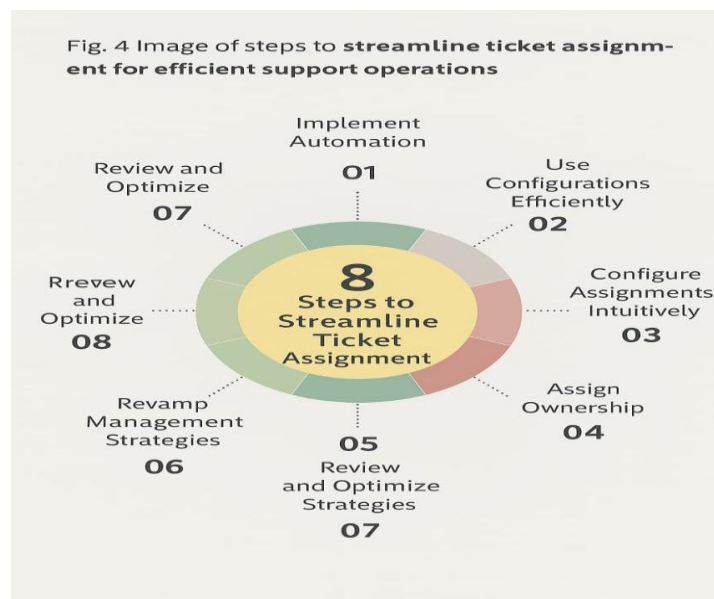 Fig. 4 Image of steps to streamline ticket assignm-
ent for efficient support operations
Implement
Automation
01
Use
Configurations
Efficiently
02
Configure
Assignments
Intuitively
03
Assign
Ownership
04
05
Review
and Optimize
Strategies
07
Revamp
Management
Strategies
06
Rrevew
and
Optimize
08
Review and
Optimize
07
8
Steps to
Streamline
Ticket
Assignment